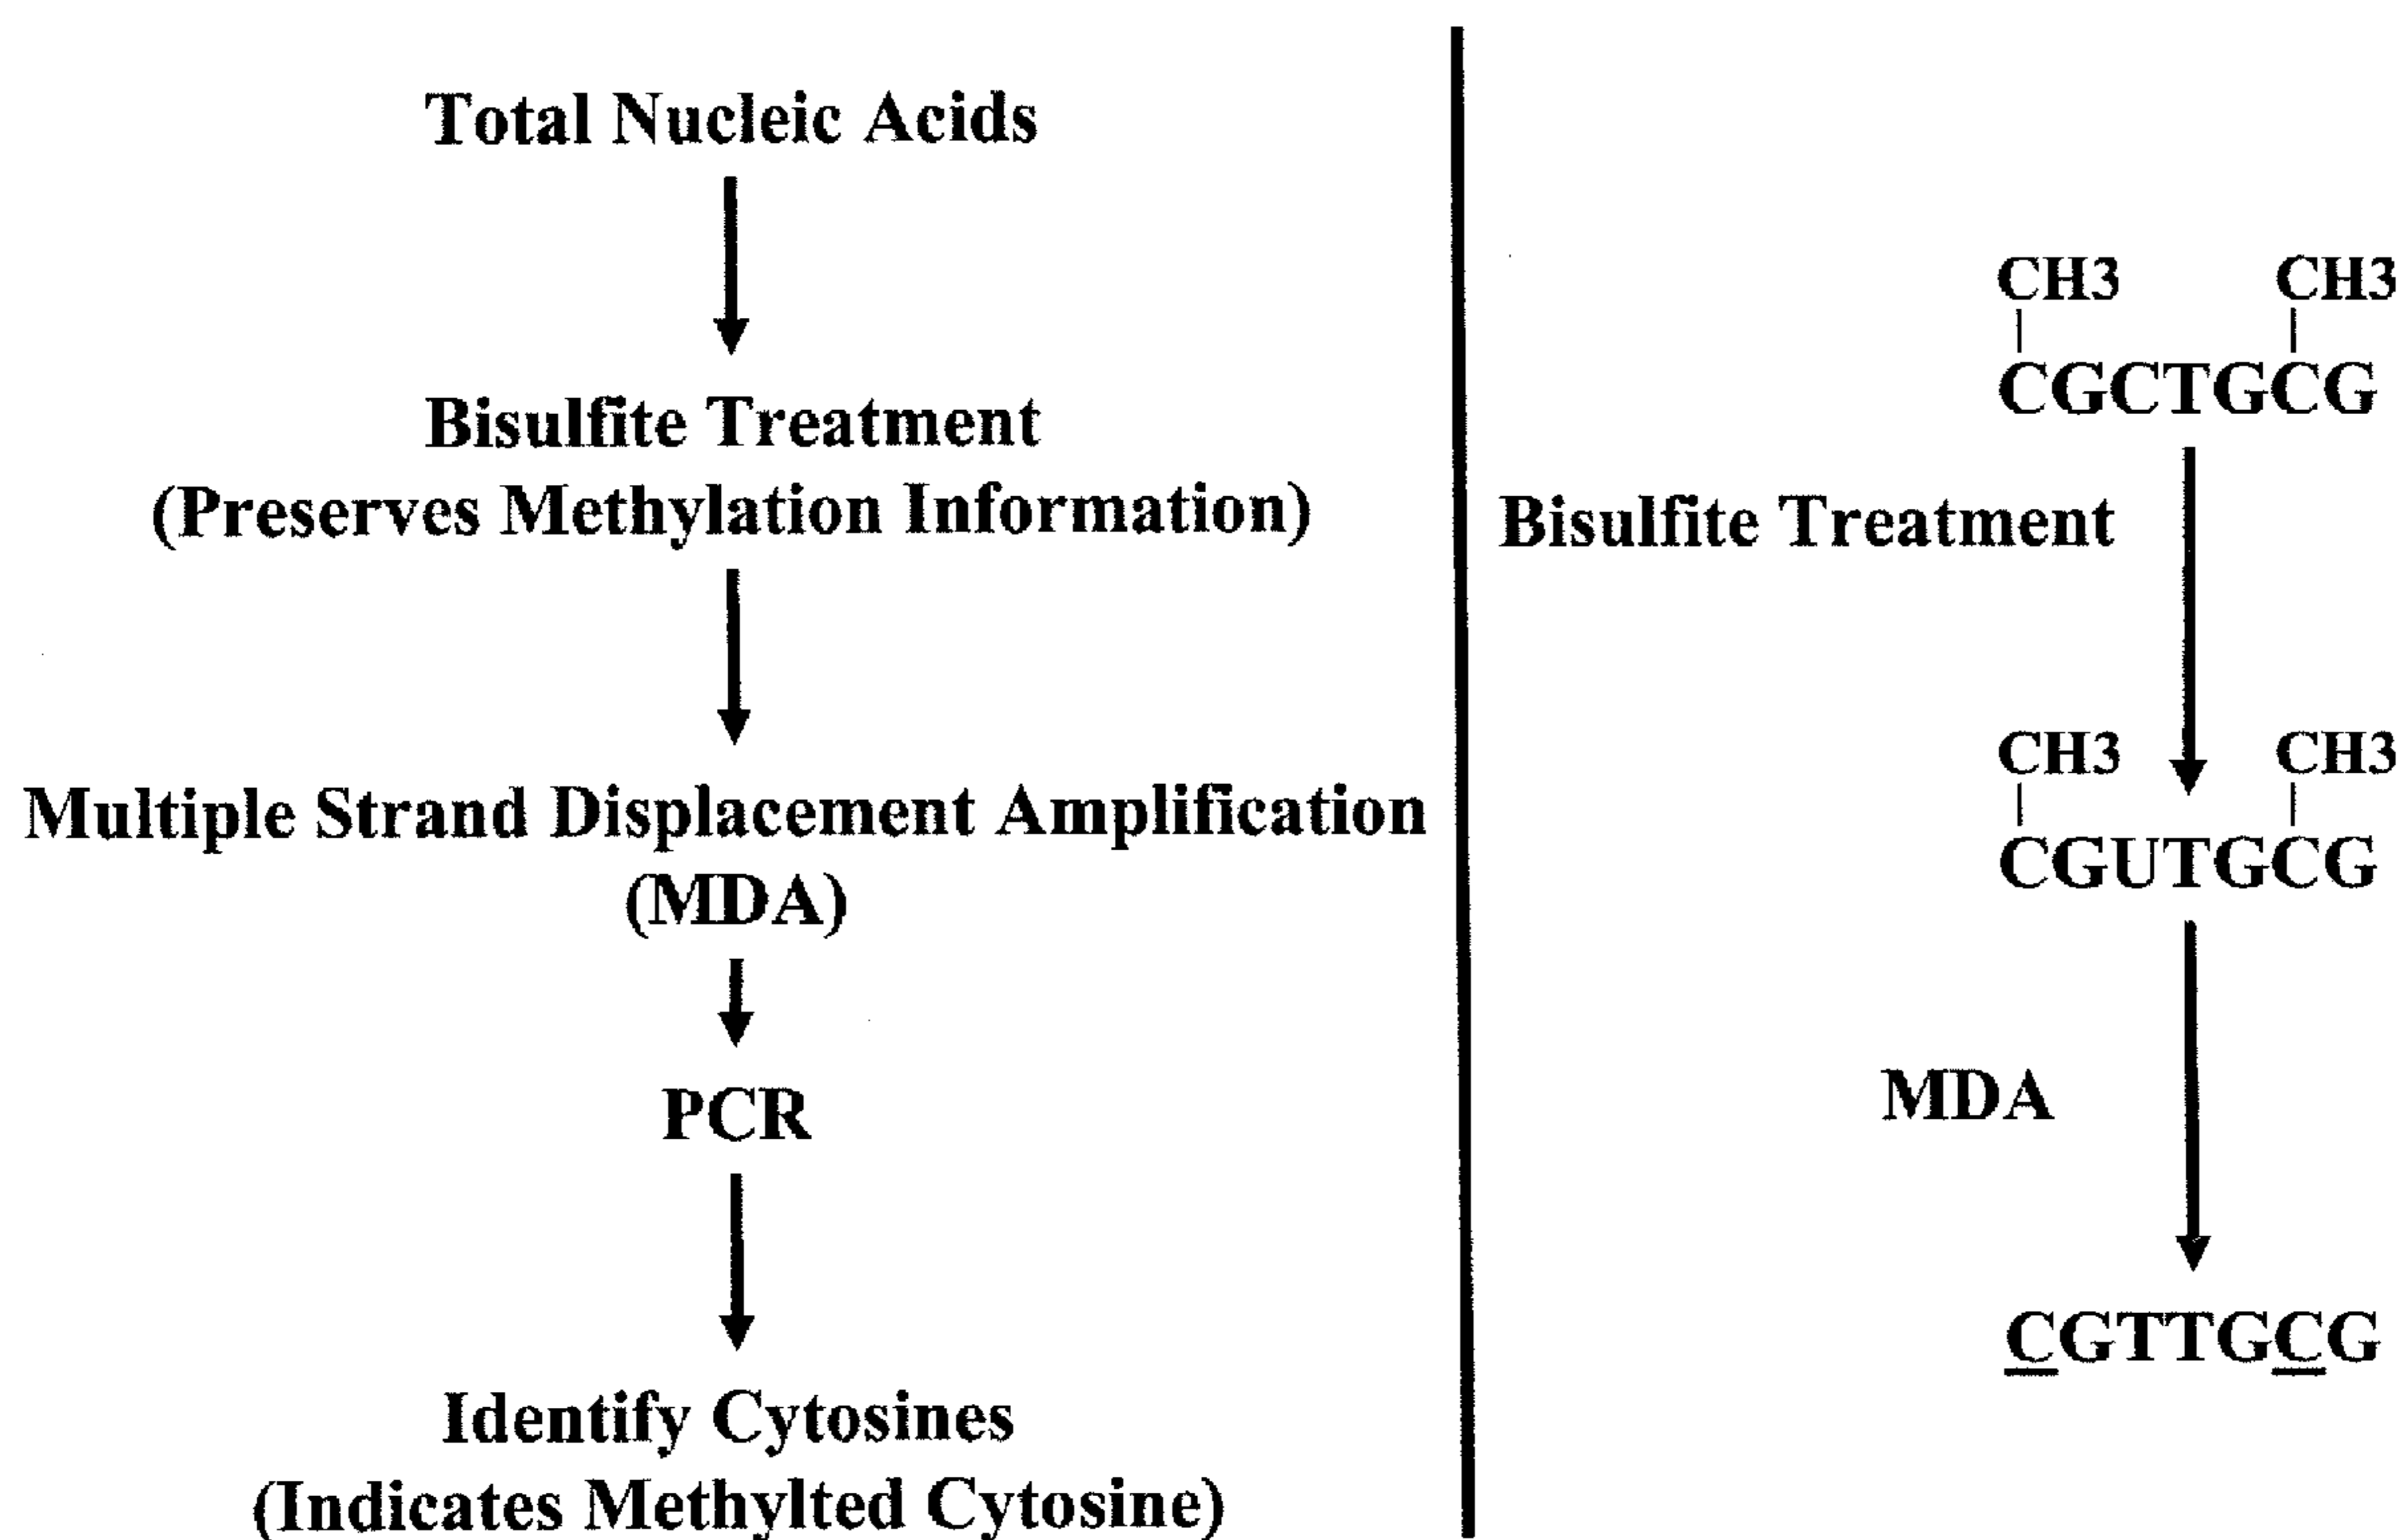 Total Nucleic Acids
Bisulfite Treatment
(Preserves Methylation Information)
Multiple Strand Displacement Amplification
(MDA)
PCR
Identify Cytosines
(Indicates Methylted Cytosine)
CH3 CH3
CGCTGCG
Bisulfite Treatment
CH3 CH3
CGUTGCG
MDA
CGTTGCG